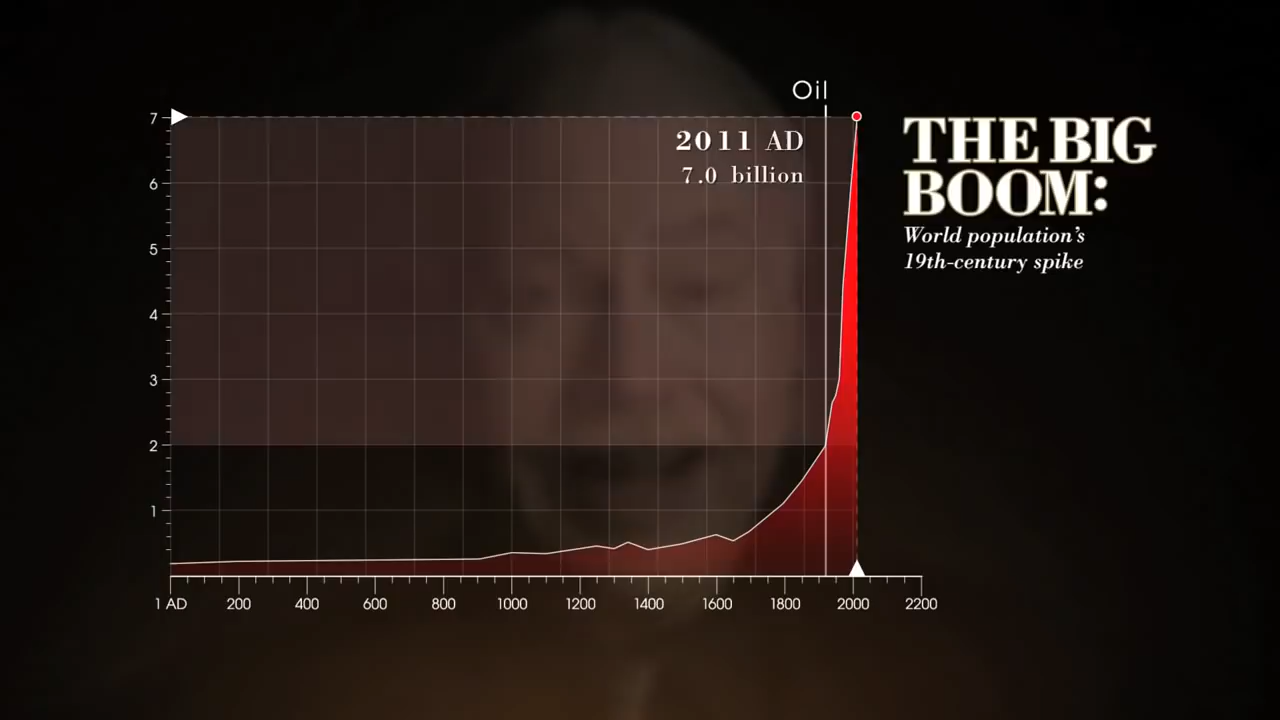 Oil
7
6
5
4
3
2
1
2011 AD
7.0 billion
THE BIG
BOOM:
World population's
19th-century spike
1 AD 200 400 600 800 1000 1200 1400 1600 1800 2000 2200